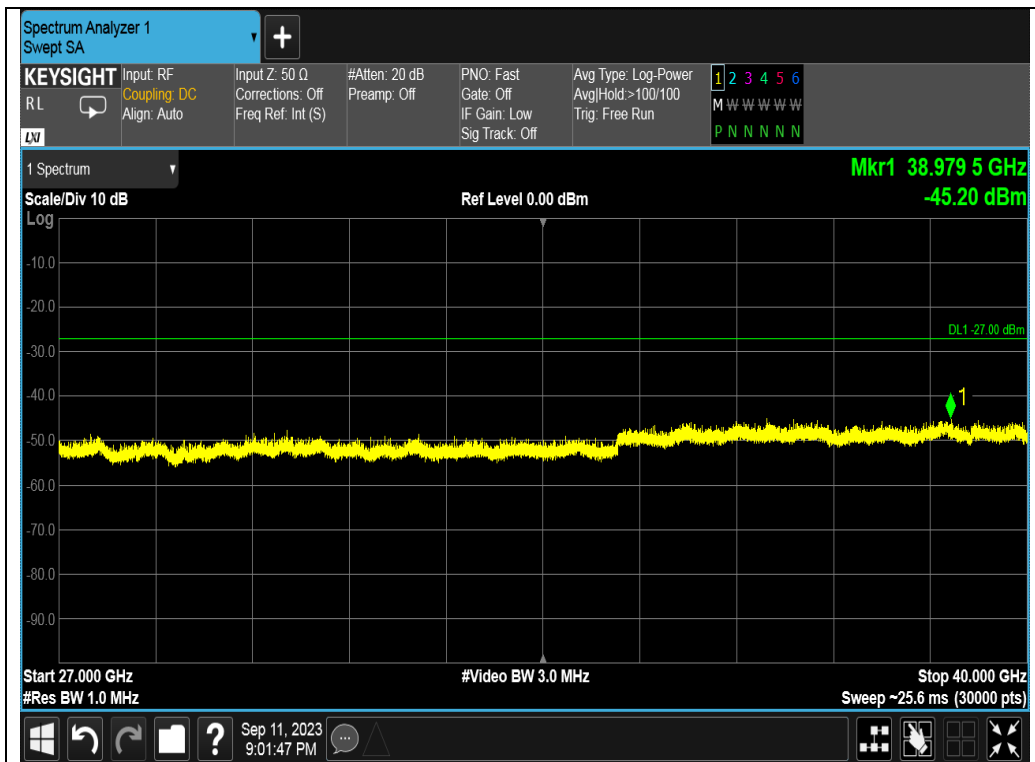 Spectrum Analyzer 1
Swept SA
+
KEYSIGHT
RL
LXI
Input: RF
Coupling: DC
Align: Auto
Input Z: 50 Ω
Corrections: Off
Freq Ref: Int (S)
#Atten: 20 dB
Preamp: Off
PNO: Fast
Gate: Off
IF Gain: Low
Sig Track: Off
Avg Type: Log-Power
Avg|Hold:>100/100
Trig: Free Run
1 2 3 4 5 6
M W W W W W
P N N N N N
1 Spectrum
Mkr1 38.979 5 GHz
-45.20 dBm
Scale/Div 10 dB
Ref Level 0.00 dBm
Log
-10.0
-20.0
DL1 -27.00 dBm
-30.0
-40.0
1
-50.0
-60.0
-70.0
-80.0
-90.0
Start 27.000 GHz
#Video BW 3.0 MHz
Stop 40.000 GHz
#Res BW 1.0 MHz
Sweep ~25.6 ms (30000 pts)
?
Sep 11, 2023
9:01:47 PM